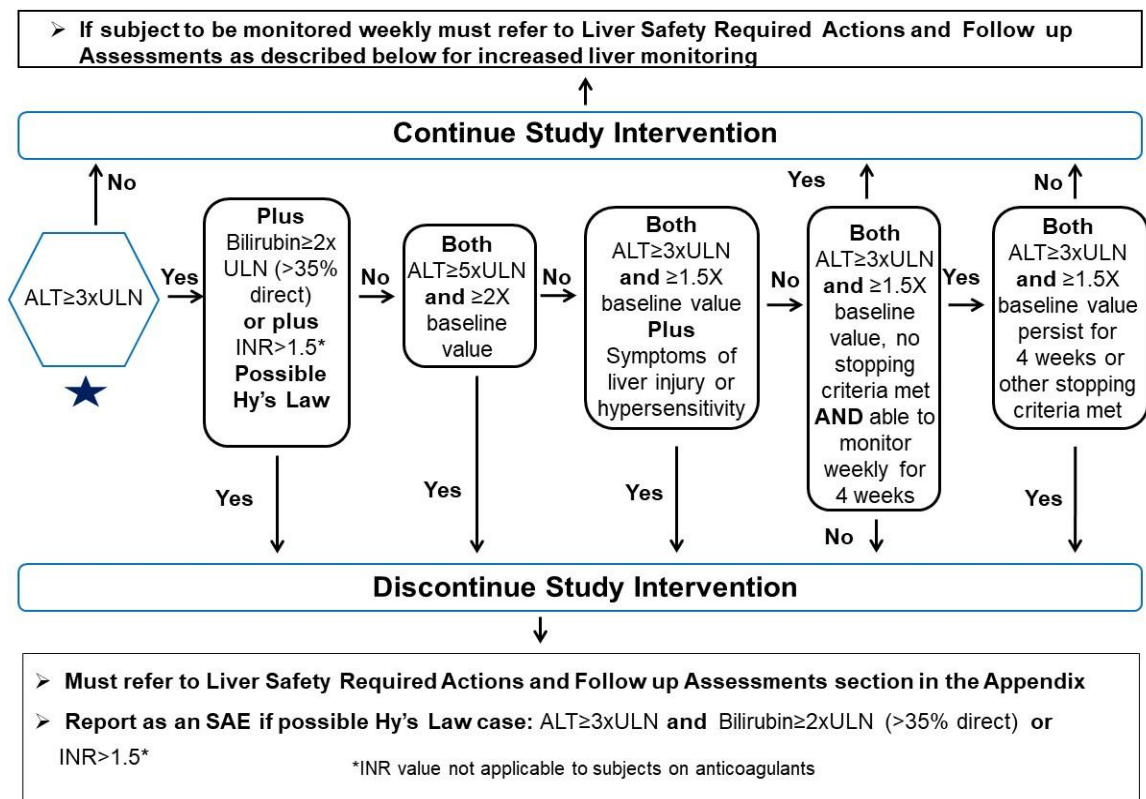 ➢ If subject to be monitored weekly must refer to Liver Safety Required Actions and Follow up
Assessments as described below for increased liver monitoring
Continue Study Intervention
No
ALT≥3xULN
Yes
Plus
Bilirubin≥2x
ULN (>35%
direct)
or plus
INR>1.5*
Possible
Hy's Law
No
Yes
Both
ALT≥5xULN
and ≥2X
baseline
value
No
Yes
Both
ALT≥3xULN
and ≥1.5X
baseline value
Plus
Symptoms of
liver injury or
hypersensitivity
No
Yes
Yes
Both
ALT≥3xULN
and ≥1.5X
baseline
value, no
stopping
criteria met
AND able to
monitor
weekly for
4 weeks
Yes
No
No
Both
ALT≥3xULN
and ≥1.5X
baseline value
persist for
4 weeks or
other stopping
criteria met
Yes
Discontinue Study Intervention
➢ Must refer to Liver Safety Required Actions and Follow up Assessments section in the Appendix
➢ Report as an SAE if possible Hy's Law case: ALT≥3xULN and Bilirubin≥2xULN (>35% direct) or
INR>1.5*
*INR value not applicable to subjects on anticoagulants